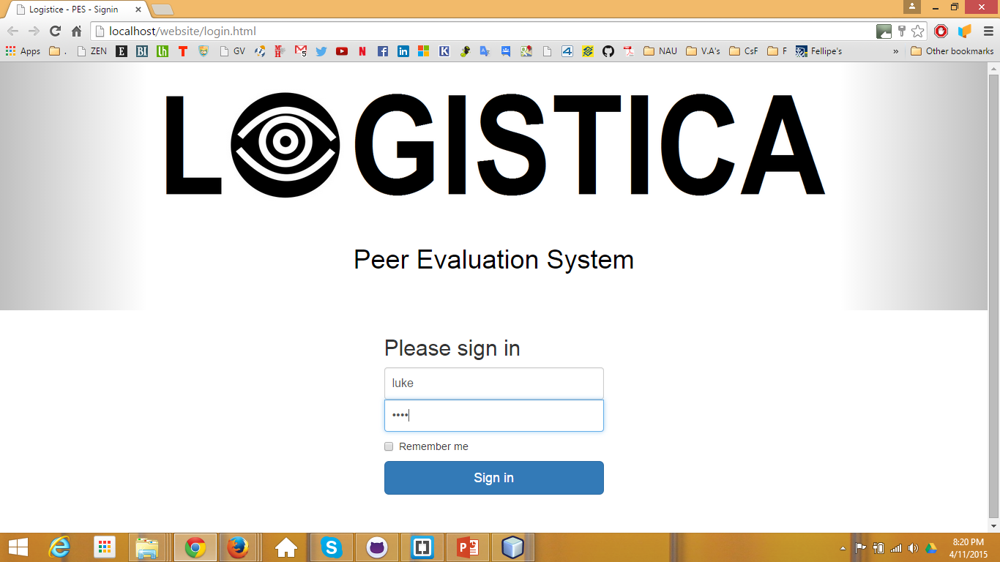 Logistice - PES - Signin
localhost/website/login.html
Apps . ZEN GV NAU V.A's CsF F Fellipe's » Other bookmarks
LOGISTICA
Peer Evaluation System
Please sign in
luke
••••
Remember me
Sign in
8:20 PM
4/11/2015